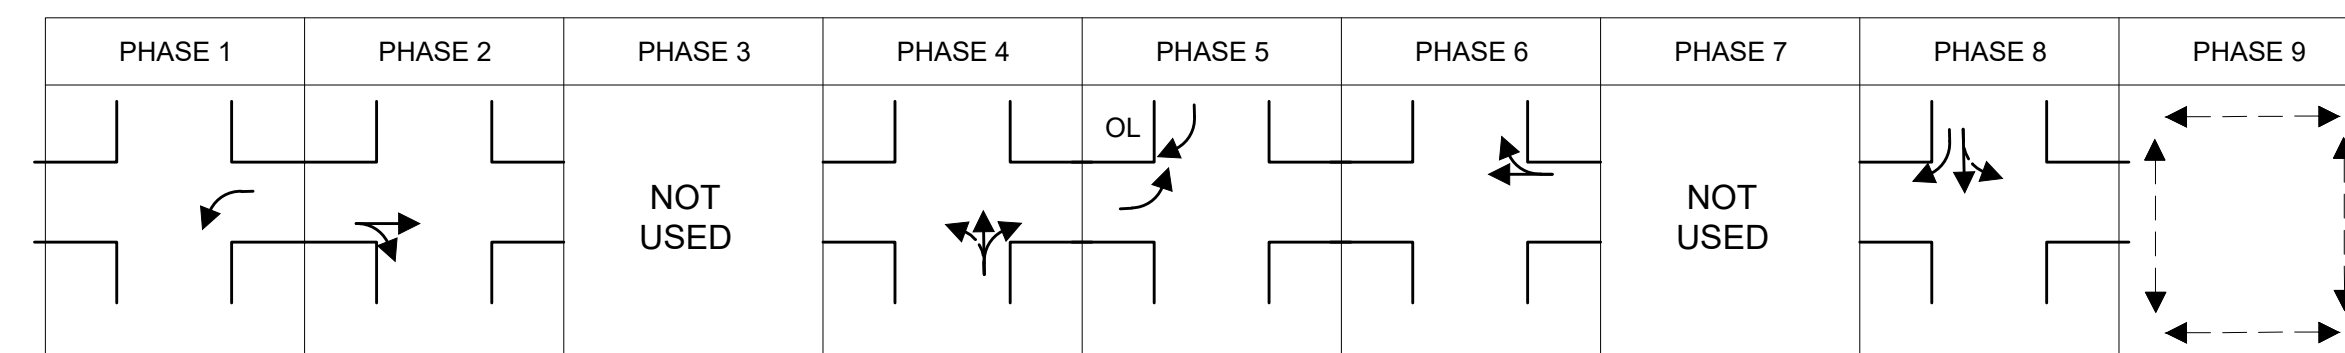 PHASE 1
PHASE 2
PHASE 3
PHASE 4
PHASE 5
PHASE 6
PHASE 7
PHASE 8
PHASE 9
NOT
USED
OL
NOT
USED